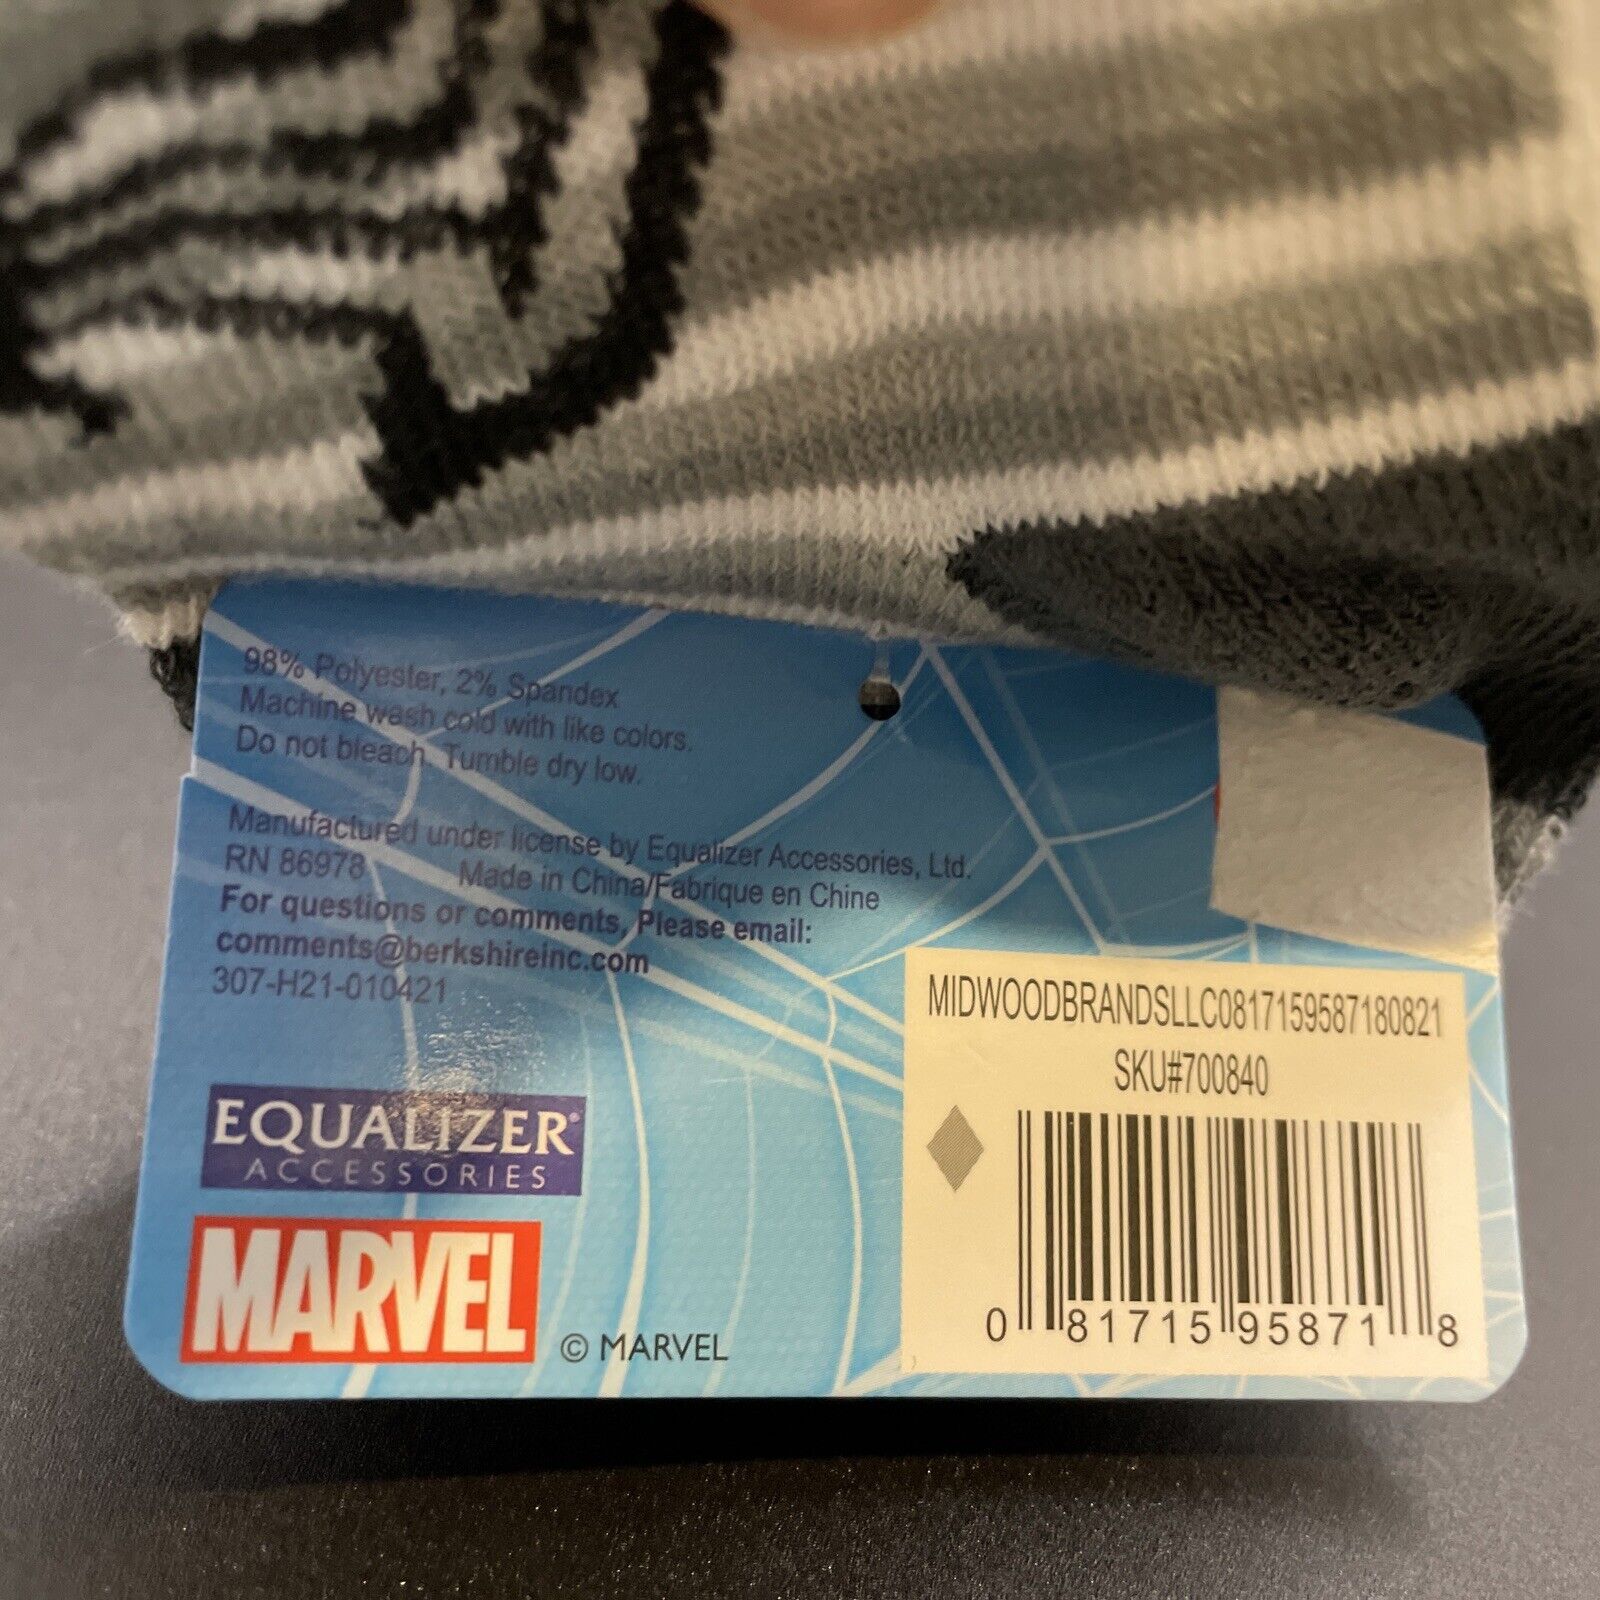 98% Polyester, 2% Spandex
Machine wash cold with like colors.
Do not bleach. Tumble dry low.
Manufactured under license by Equalizer Accessories, Ltd.
RN 86978 Made in China/Fabrique en Chine
For questions or comments, Please email:
comments@berkshireinc.com
307-H21-010421
EQUALIZER®
ACCESSORIES
MARVEL
© MARVEL
MIDWOODBRANDSLLC0817159587180821
SKU#700840
0 81715 95871 8